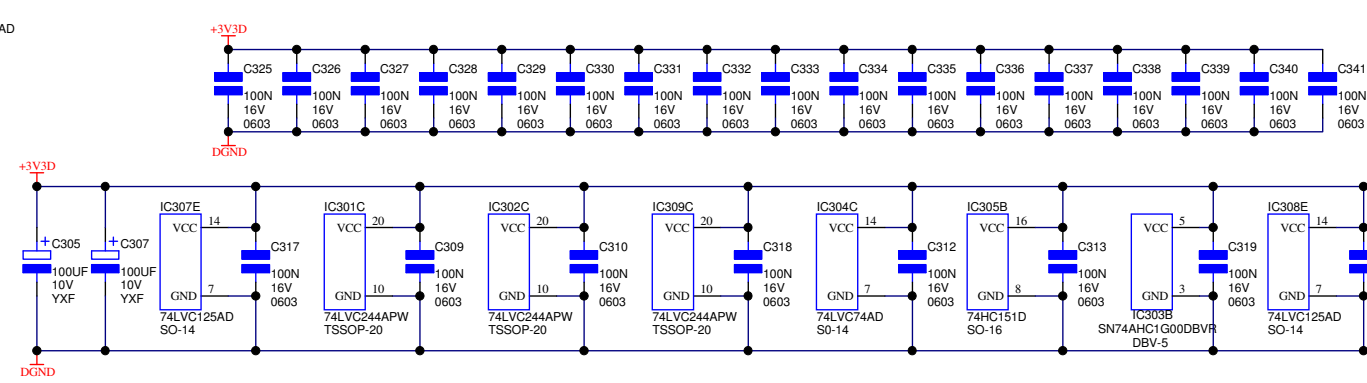 AD
+3V3D
C325 C326 C327 C328 C329 C330 C331 C332 C333 C334 C335 C336 C337 C338 C339 C340 C341
100N 100N 100N 100N 100N 100N 100N 100N 100N 100N 100N 100N 100N 100N 100N 100N 100N
16V 16V 16V 16V 16V 16V 16V 16V 16V 16V 16V 16V 16V 16V 16V 16V 16V
0603 0603 0603 0603 0603 0603 0603 0603 0603 0603 0603 0603 0603 0603 0603 0603 0603
DGND
+3V3D
IC307E IC301C IC302C IC309C IC304C IC305B IC308E
VCC 14 VCC 20 VCC 20 VCC 20 VCC 14 VCC 16 VCC 5 VCC 14
+ C305 + C307 C317 C309 C310 C318 C312 C313 C319
100UF 100UF 100N 100N 100N 100N 100N 100N 100N
10V 10V 16V 16V 16V 16V 16V 16V 16V
YXF YXF GND 7 0603 GND 10 0603 GND 10 0603 GND 10 0603 GND 7 0603 GND 8 0603 GND 3 0603 GND 7
74LVC125AD 74LVC244APW 74LVC244APW 74LVC244APW 74LVC74AD 74HC151D IC303B 74LVC125AD
SO-14 TSSOP-20 TSSOP-20 TSSOP-20 S0-14 SO-16 SN74AHC1G00DBVR SO-14
DBV-5
DGND